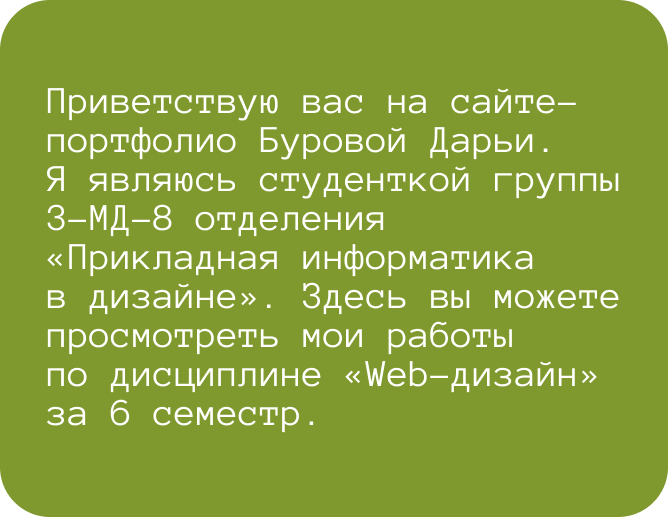 Приветствую вас на сайте-
портфолио Буровой Дарьи.
Я являюсь студенткой группы
3-МД-8 отделения
«Прикладная информатика
в дизайне». Здесь вы можете
просмотреть мои работы
по дисциплине «Web-дизайн»
за 6 семестр.